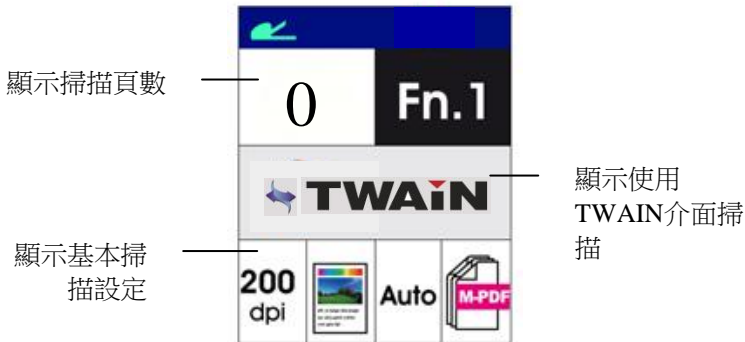 顯示掃描頁數
0
Fn.1
TWAIN
顯示使用
TWAIN介面掃
描
顯示基本掃
描設定
200
dpi
Auto
M-PDF